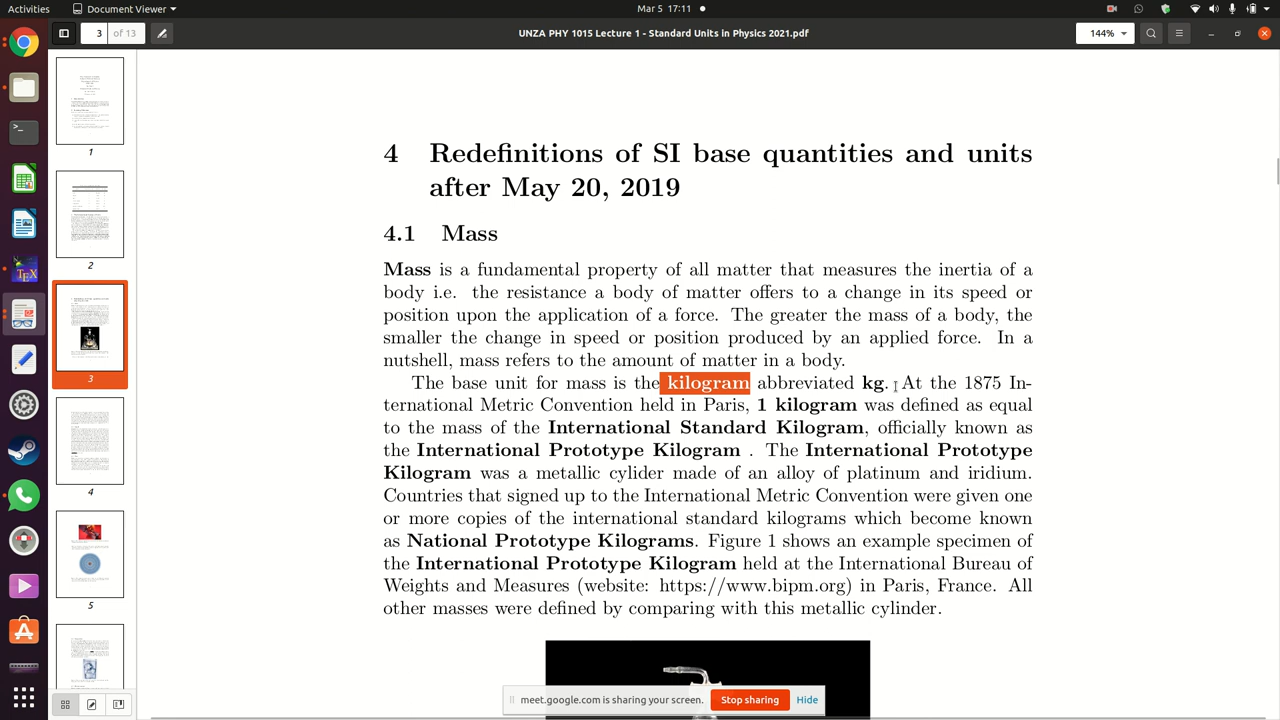 Activities
Document Viewer
Mar 5 17:11
3
of 13
UNZA PHY 1015 Lecture 1 - Standard Units in Physics 2021.pdf
144%
1
2
3
4
5
4 Redefinitions of SI base quantities and units
after May 20, 2019
4.1 Mass
Mass is a fundamental property of all matter that measures the inertia of a
body i.e. the resistance a body of matter offers to a change in its speed or
position upon the application of a force. The greater the mass of a body, the
smaller the change in speed or position produced by an applied force. In a
nutshell, mass refers to the amount of matter in a body.
The base unit for mass is the kilogram abbreviated kg. At the 1875 In-
ternational Metric Convention held in Paris, 1 kilogram was defined as equal
to the mass of the International Standard Kilogram, officially known as
the International Prototype Kilogram . The International Prototype
Kilogram was a metallic cylider made of an alloy of platinum and iridium.
Countries that signed up to the International Metric Convention were given one
or more copies of the international standard kilograms which become known
as National Prototype Kilograms. Figure 1 shows an example specimen of
the International Prototype Kilogram held at the International Bureau of
Weights and Measures (website: https://www.bipm.org) in Paris, France. All
other masses were defined by comparing with this metallic cylinder.
meet.google.com is sharing your screen.
Stop sharing
Hide